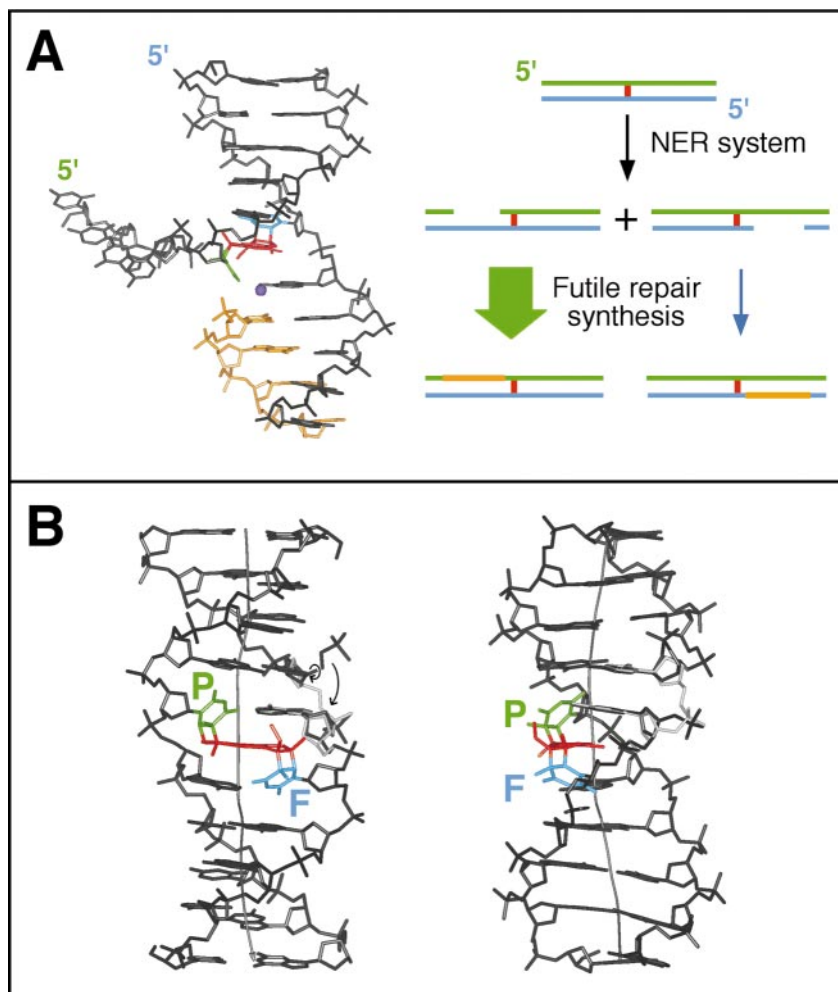 A
5'
5'
5'
5'
NER system
+
Futile repair
synthesis
B
P
F
P
F